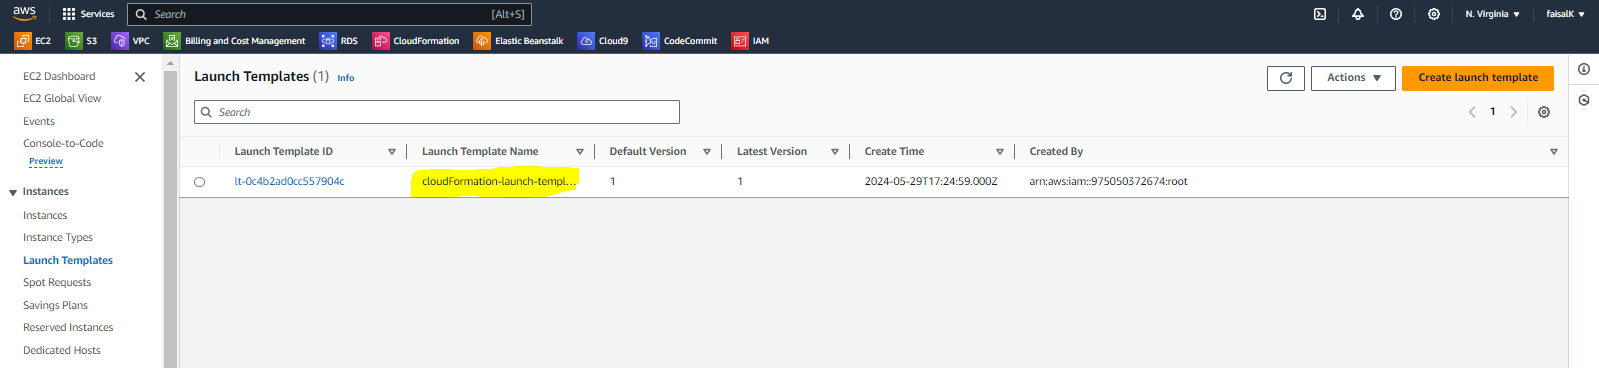 aws Services Search [Alt+S] N. Virginia faisalK
EC2 S3 VPC Billing and Cost Management RDS CloudFormation Elastic Beanstalk Cloud9 CodeCommit IAM
EC2 Dashboard
EC2 Global View
Events
Console-to-Code
Preview
Instances
Instances
Instance Types
Launch Templates
Spot Requests
Savings Plans
Reserved Instances
Dedicated Hosts
Launch Templates (1) Info
Actions
Create launch template
Search
1
Launch Template ID Launch Template Name Default Version Latest Version Create Time Created By
lt-0c4b2ad0cc557904c cloudFormation-launch-templ... 1 1 2024-05-29T17:24:59.000Z arn:aws:iam::975050372674:root